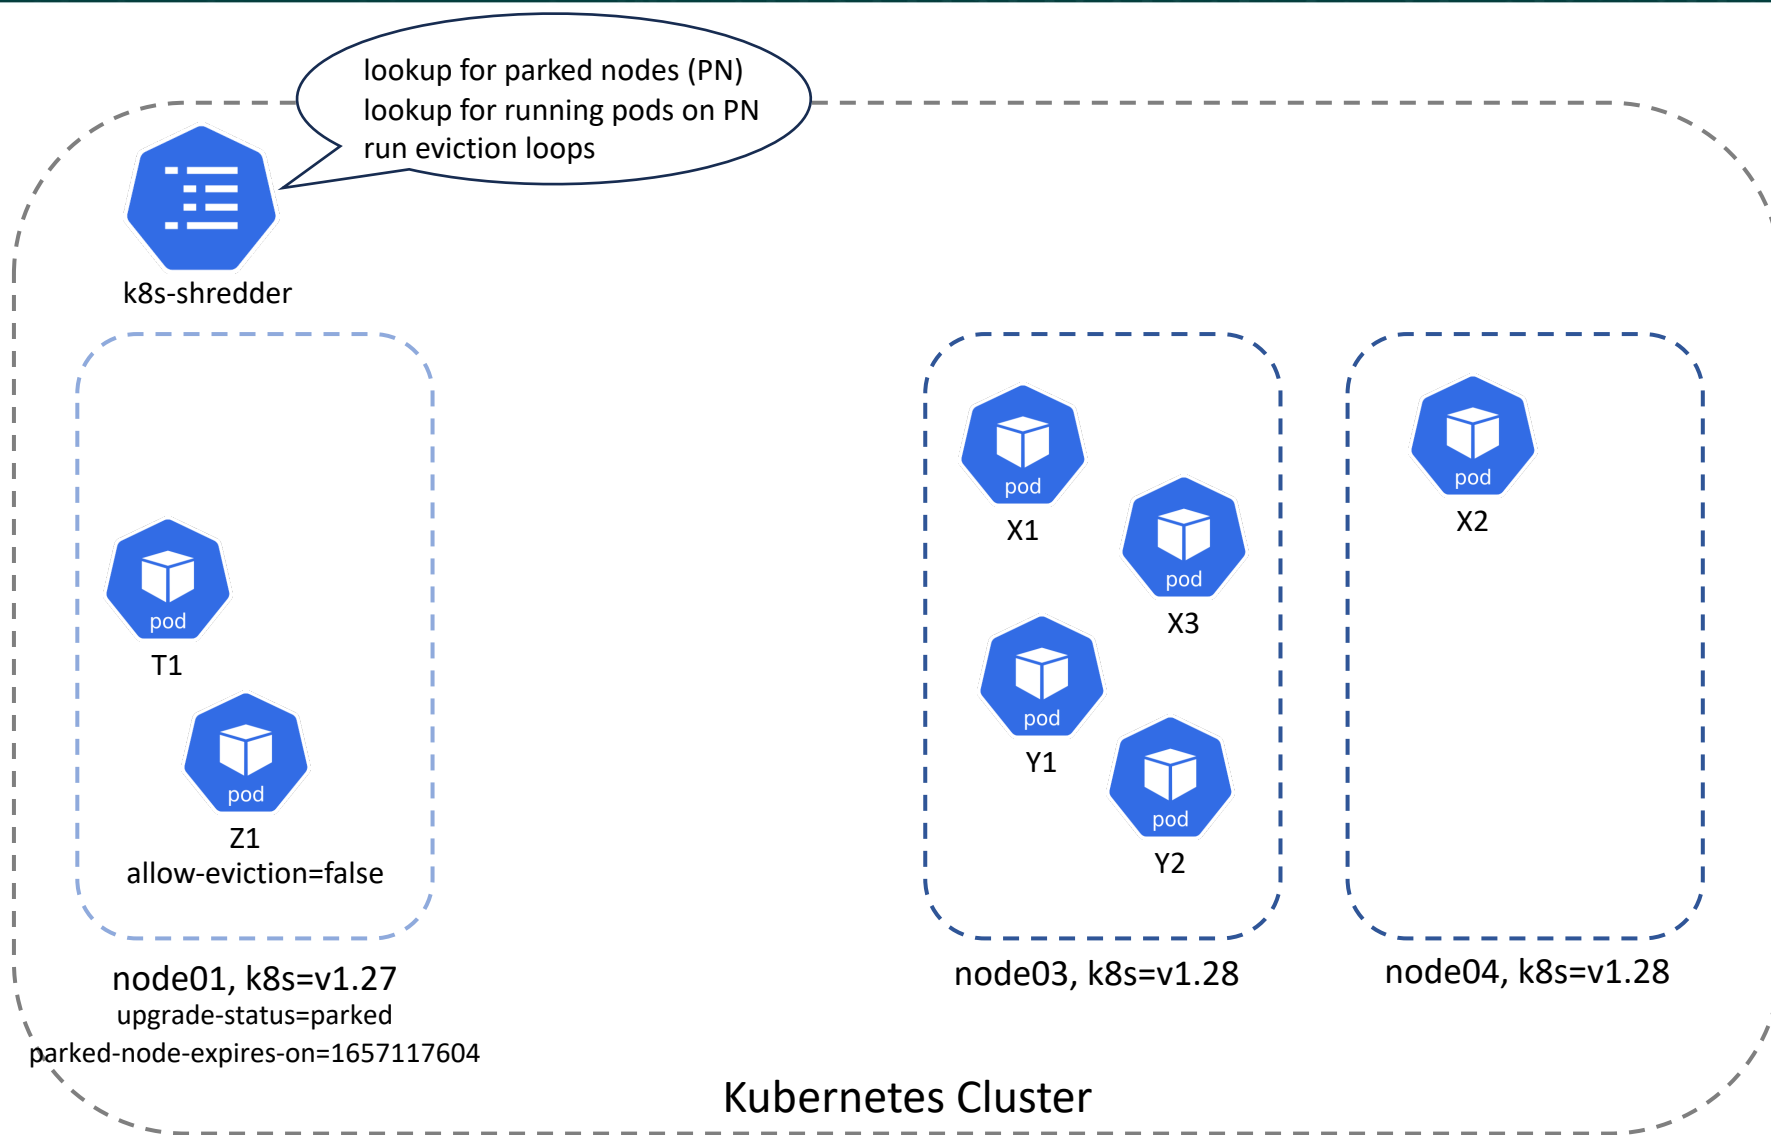 lookup for parked nodes (PN)
lookup for running pods on PN
run eviction loops
k8s-shredder
pod
T1
pod
Z1
allow-eviction=false
node01, k8s=v1.27
upgrade-status=parked
parked-node-expires-on=1657117604
pod
X1
pod
X3
pod
Y1
pod
Y2
node03, k8s=v1.28
pod
X2
node04, k8s=v1.28
Kubernetes Cluster